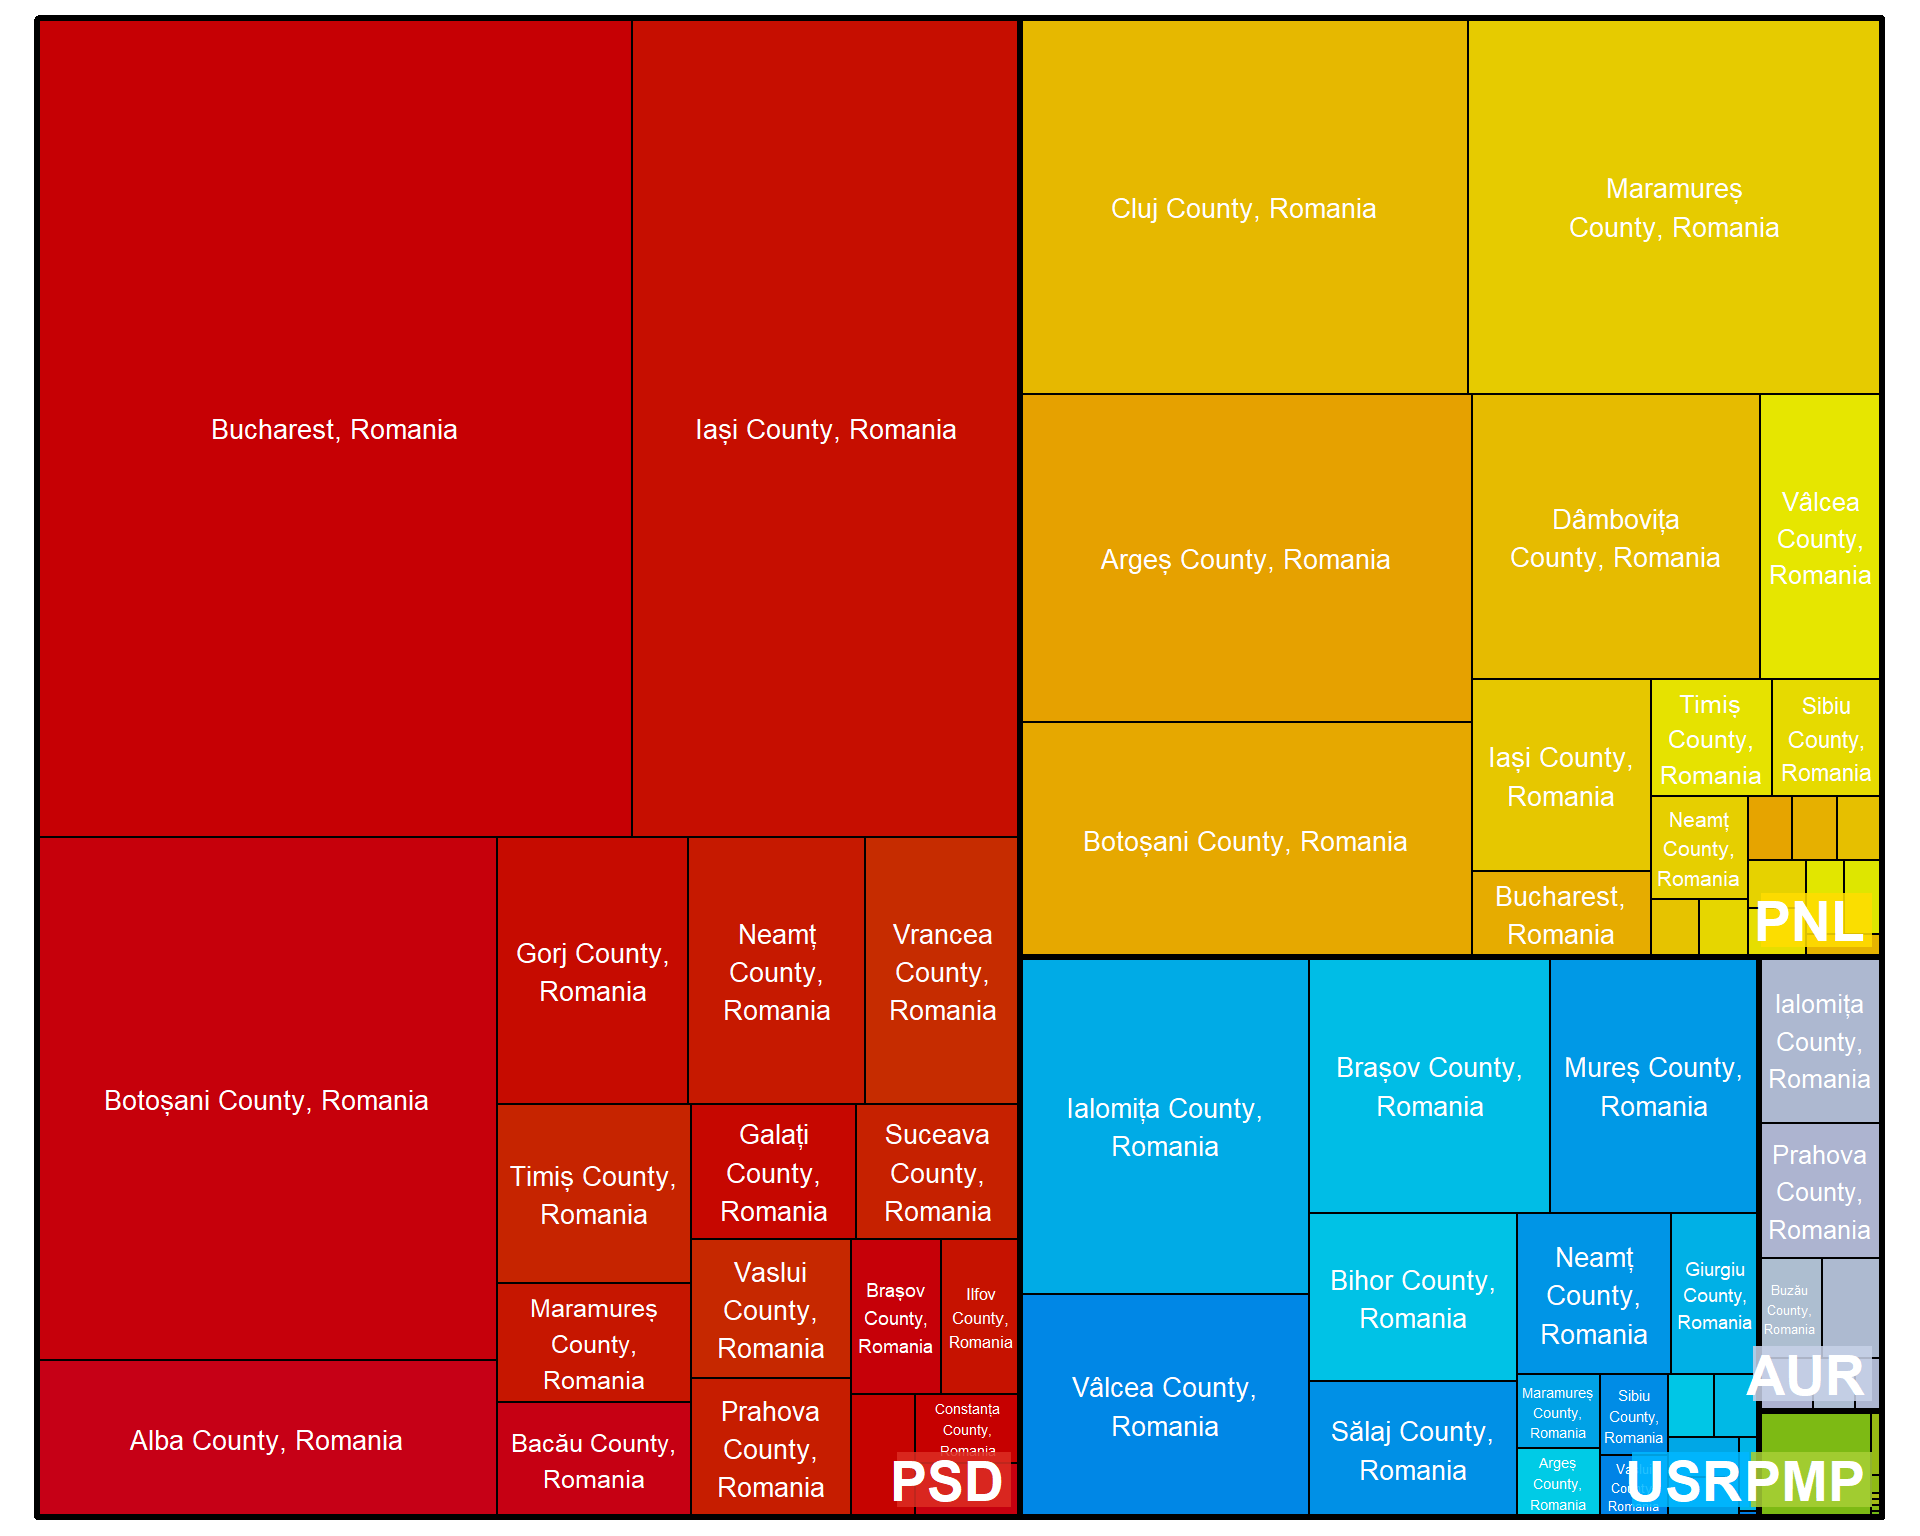 Bucharest, Romania
Iași County, Romania
Botoșani County, Romania
Alba County, Romania
Gorj County,
Romania
Neamț
County,
Romania
Vrancea
County,
Romania
Timiș County,
Romania
Galați
County,
Romania
Suceava
County,
Romania
Maramureș
County,
Romania
Bacău County,
Romania
Vaslui
County,
Romania
Prahova
County,
Romania
Brașov
County,
Romania
Ilfov
County,
Romania
Constanța
County,
Romania
PSD
Cluj County, Romania
Maramureș
County, Romania
Argeș County, Romania
Botoșani County, Romania
Dâmbovița
County, Romania
Vâlcea
County,
Romania
Iași County,
Romania
Bucharest,
Romania
Timiș
County,
Romania
Sibiu
County,
Romania
Neamț
County,
Romania
PNL
Ialomița County,
Romania
Vâlcea County,
Romania
Brașov County,
Romania
Mureș County,
Romania
Bihor County,
Romania
Sălaj County,
Romania
Neamț
County,
Romania
Giurgiu
County,
Romania
Maramureș
County,
Romania
Argeș
County,
Romania
Sibiu
County,
Romania
Vaslui
County,
Romania
USR
Ialomița
County,
Romania
Prahova
County,
Romania
Buzău
County,
Romania
AUR
PMP